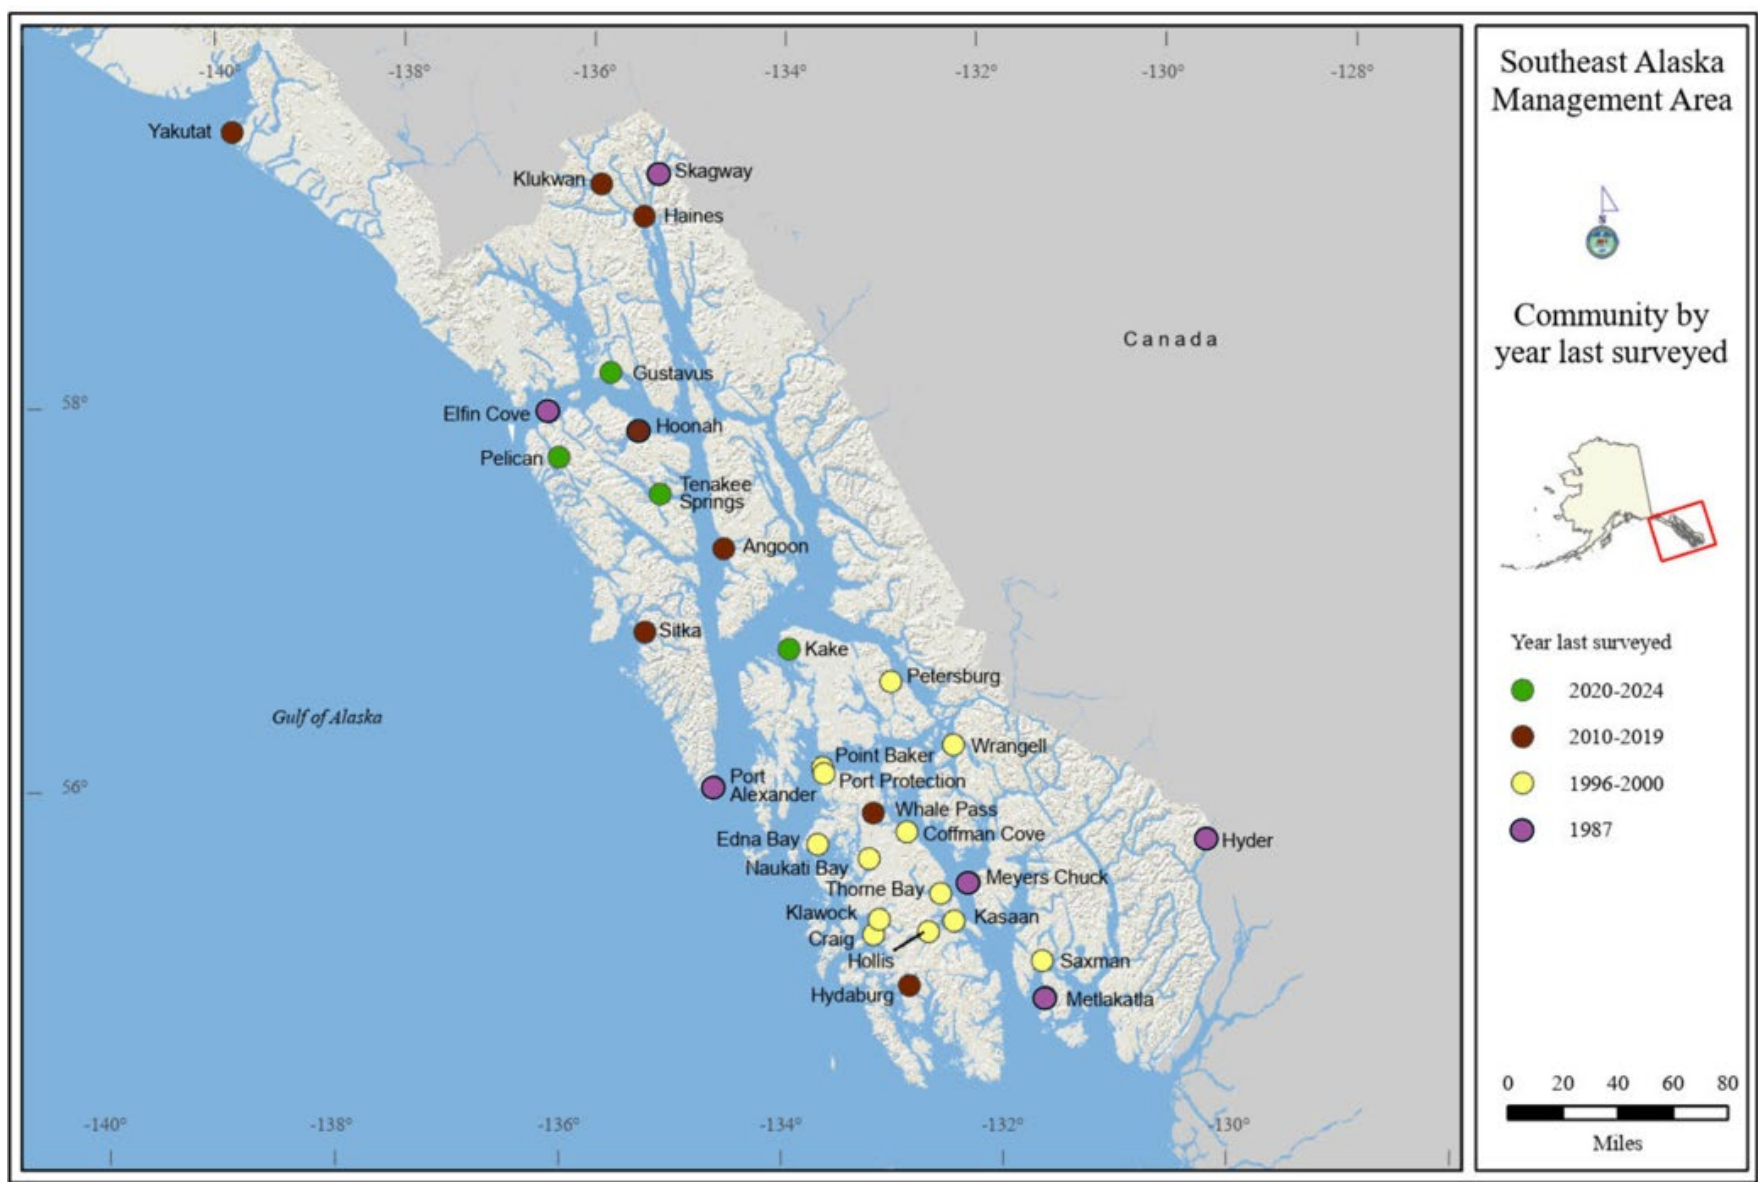 -140°
-138°
-136°
-134°
-132°
-130°
-128°
Yakutat
Klukwan
Skagway
Haines
Canada
Gustavus
58°
Elfin Cove
Hoonah
Pelican
Tenakee
Springs
Angoon
Sitka
Kake
Petersburg
Gulf of Alaska
Wrangell
Point Baker
Port Protection
Port
Alexander
56°
Whale Pass
Coffman Cove
Edna Bay
Hyder
Naukati Bay
Meyers Chuck
Thorne Bay
Klawock
Kasaan
Craig
Hollis
Saxman
Hydaburg
Metlakatla
-140°
-138°
-136°
-134°
-132°
-130°
Southeast Alaska
Management Area
N
Community by
year last surveyed
Year last surveyed
2020-2024
2010-2019
1996-2000
1987
0 20 40 60 80
Miles